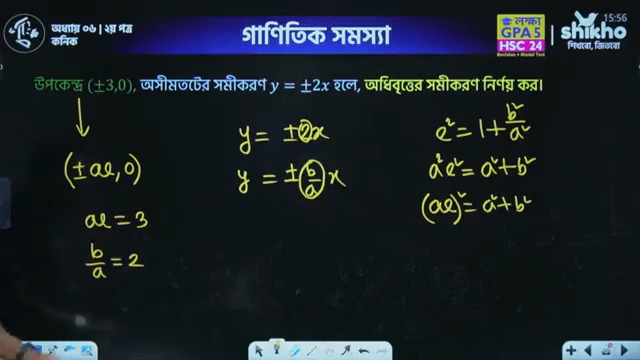 অধ্যায় ০৬ | ২য় পত্র
কনিক
গাণিতিক সমস্যা
লক্ষ্য
GPA 5
HSC 24
Revision + Model Test
15:56
shikho
শিখবো, জিতবো
উপকেন্দ্র (±3,0), অসীমতটের সমীকরণ y = ±2x হলে, অধিবৃত্তের সমীকরণ নির্ণয় কর।
(±ae, 0)
ae = 3
b/a = 2
y = ±2x
y = ± b/a x
e² = 1 + b²/a²
a²e² = a² + b²
(ae)² = a² + b²